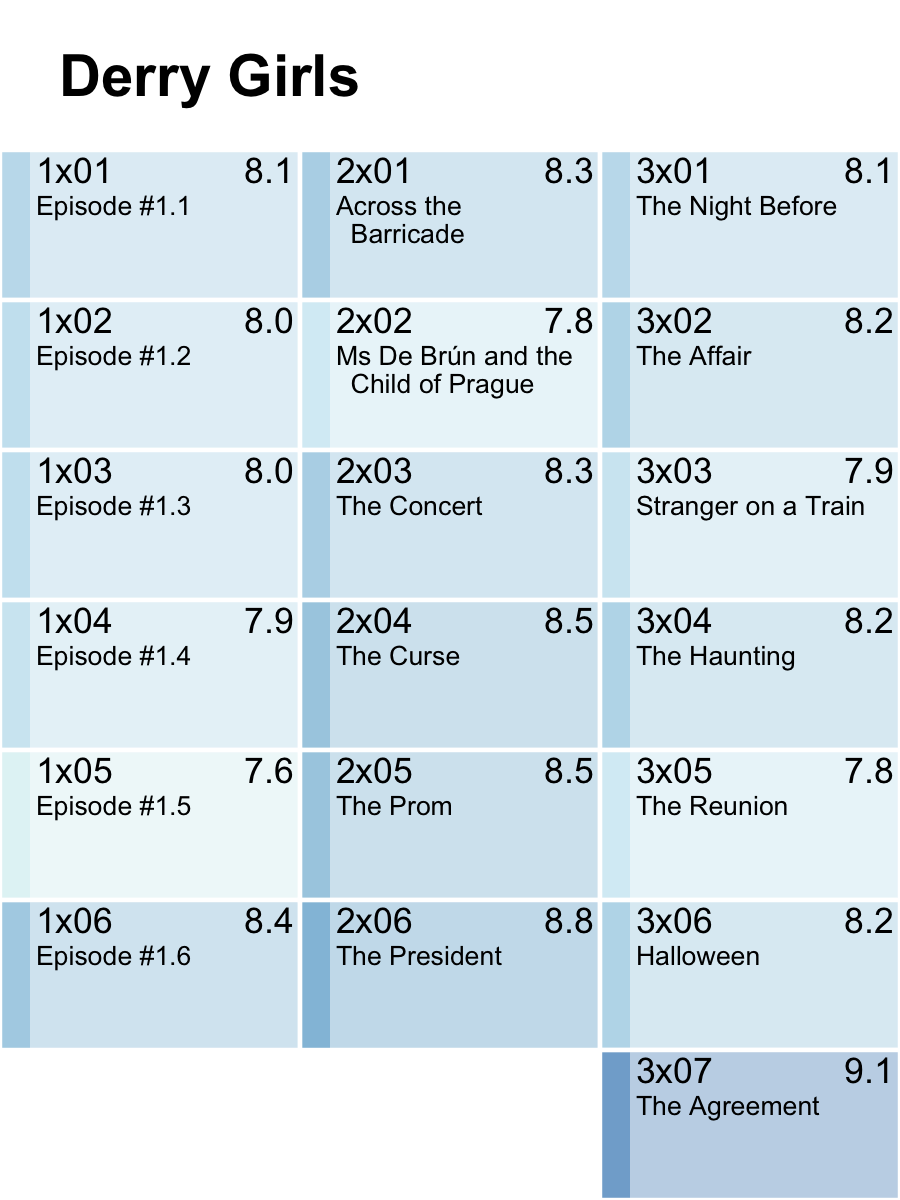 Derry Girls
1x01 8.1
Episode #1.1
1x02 8.0
Episode #1.2
1x03 8.0
Episode #1.3
1x04 7.9
Episode #1.4
1x05 7.6
Episode #1.5
1x06 8.4
Episode #1.6
2x01 8.3
Across the
Barricade
2x02 7.8
Ms De Brún and the
Child of Prague
2x03 8.3
The Concert
2x04 8.5
The Curse
2x05 8.5
The Prom
2x06 8.8
The President
3x01 8.1
The Night Before
3x02 8.2
The Affair
3x03 7.9
Stranger on a Train
3x04 8.2
The Haunting
3x05 7.8
The Reunion
3x06 8.2
Halloween
3x07 9.1
The Agreement